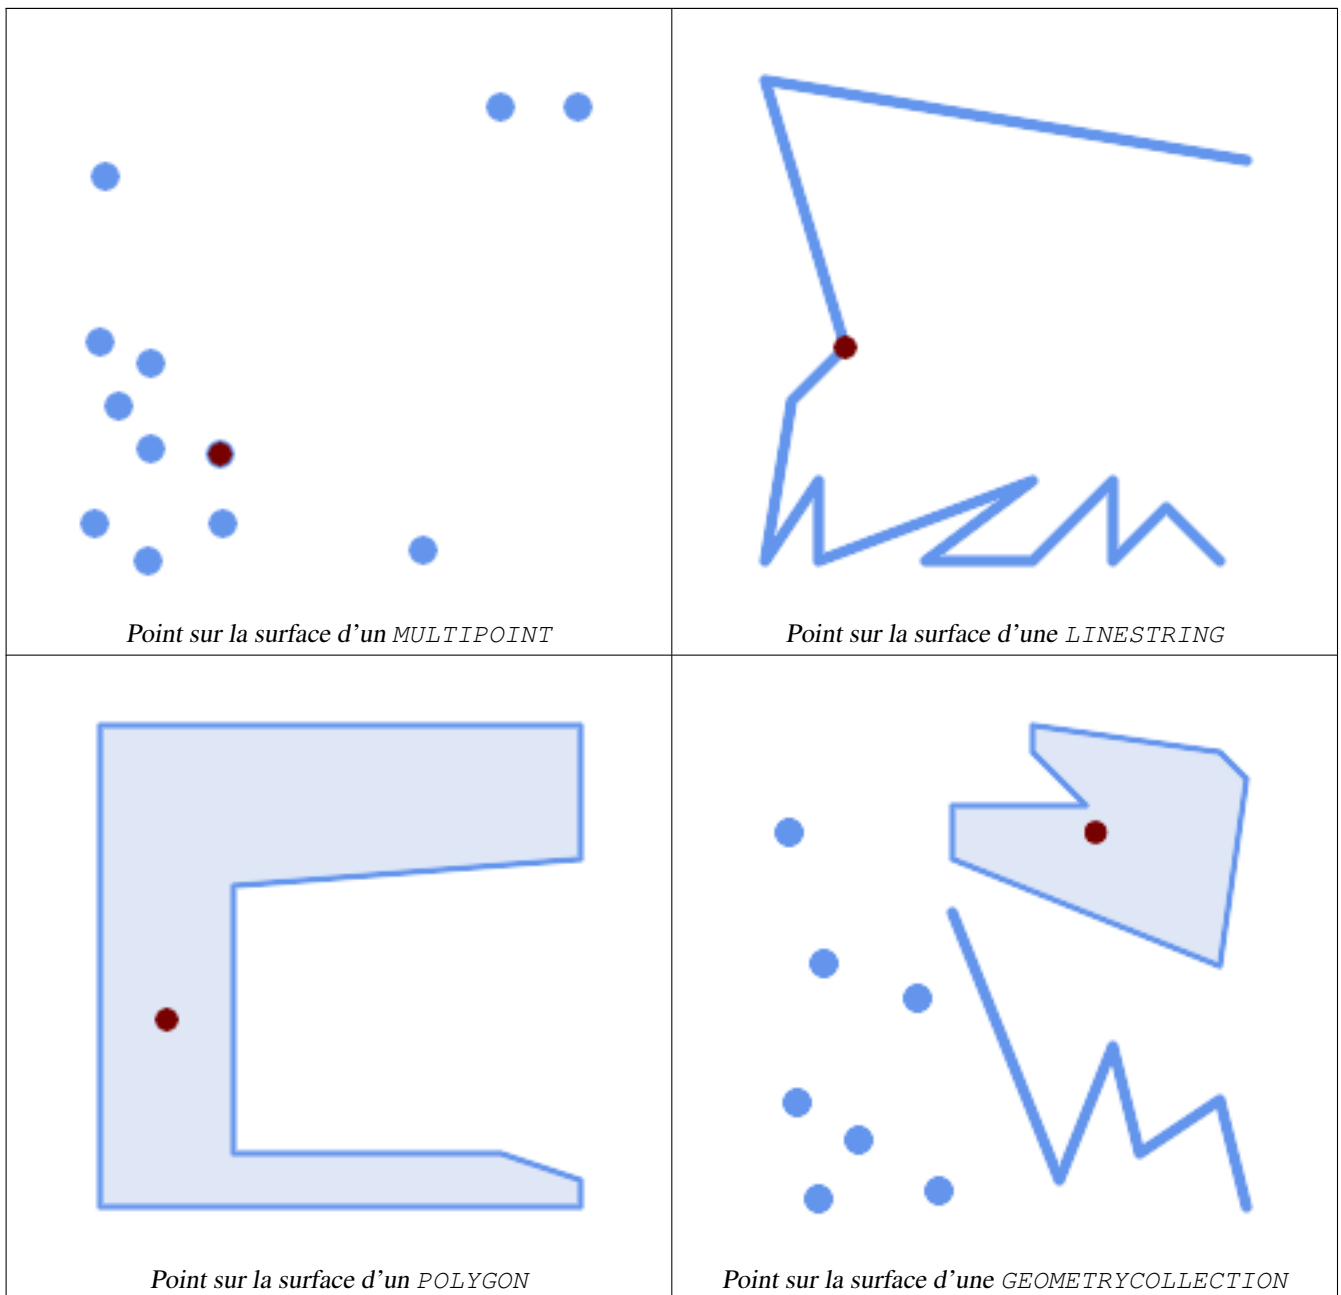 Point sur la surface d'un MULTIPOINT
Point sur la surface d'une LINESTRING
Point sur la surface d'un POLYGON
Point sur la surface d'une GEOMETRYCOLLECTION